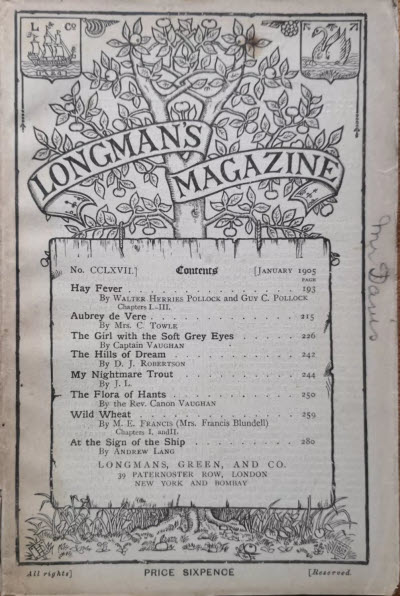 L Cº
LONGMAN'S
MAGAZINE
No. CCLXVII.] Contents [JANUARY 1905
PAGE
Hay Fever . . . . . . . . . . . 193
By WALTER HERRIES POLLOCK and GUY C. POLLOCK
Chapters I.–III.
Aubrey de Vere . . . . . . . . . . 215
By Mrs. C. TOWLE
The Girl with the Soft Grey Eyes . . . . . . 226
By Captain VAUGHAN
The Hills of Dream . . . . . . . . . 242
By D. J. ROBERTSON
My Nightmare Trout . . . . . . . . . 244
By J. L.
The Flora of Hants . . . . . . . . . 250
By the Rev. Canon VAUGHAN
Wild Wheat . . . . . . . . . . . 259
By M. E. FRANCIS (Mrs. Francis Blundell)
Chapters I. andII.
At the Sign of the Ship . . . . . . . . 280
By ANDREW LANG
LONGMANS, GREEN, AND CO.
39 PATERNOSTER ROW, LONDON
NEW YORK AND BOMBAY
All rights] PRICE SIXPENCE [Reserved.
Mr Davis